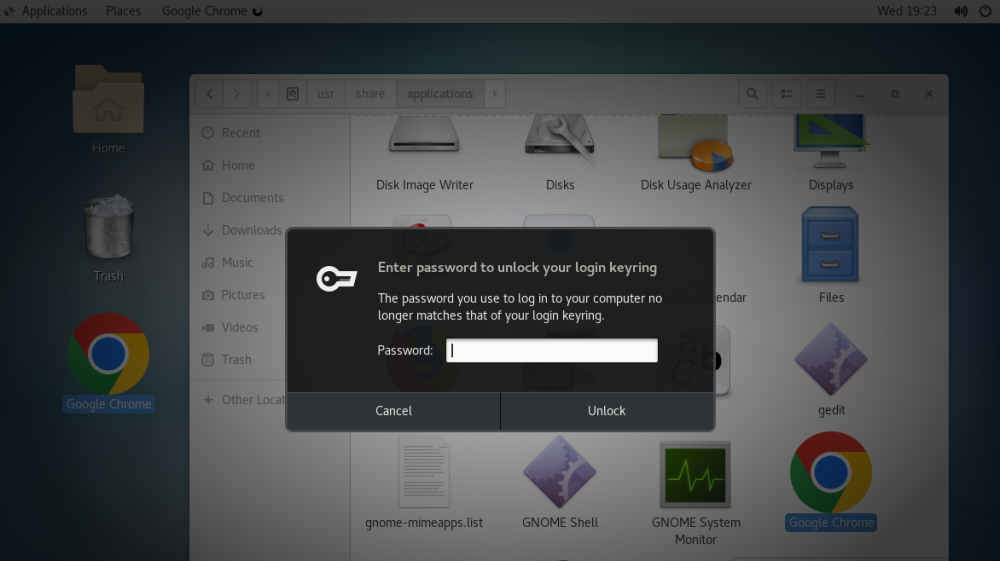 Applications Places Google Chrome Wed 19:23
usr share applications
Home
Trash
Google Chrome
Recent
Home
Documents
Downloads
Music
Pictures
Videos
Trash
Other Locat
Disk Image Writer Disks Disk Usage Analyzer Displays
Calendar Files
gedit
gnome-mimeapps.list GNOME Shell GNOME System
Monitor
Google Chrome
Enter password to unlock your login keyring
The password you use to log in to your computer no
longer matches that of your login keyring.
Password:
Cancel Unlock